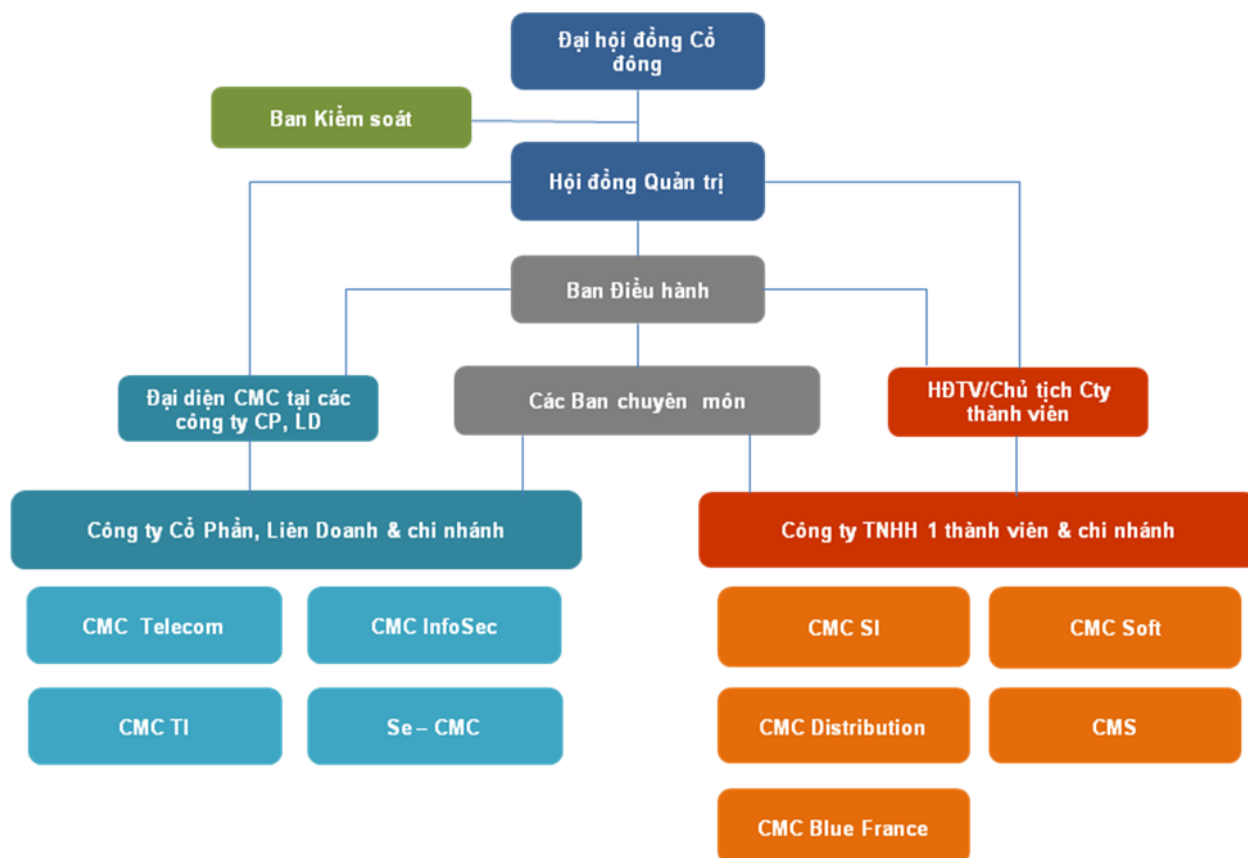 Đại hội đồng Cổ
đông
Ban Kiểm soát
Hội đồng Quản trị
Ban Điều hành
Đại diện CMC tại các
công ty CP, LD
Các Ban chuyên môn
HĐTV/Chủ tịch Cty
thành viên
Công ty Cổ Phần, Liên Doanh & chi nhánh
Công ty TNHH 1 thành viên & chi nhánh
CMC Telecom
CMC InfoSec
CMC SI
CMC Soft
CMC TI
Se – CMC
CMC Distribution
CMS
CMC Blue France